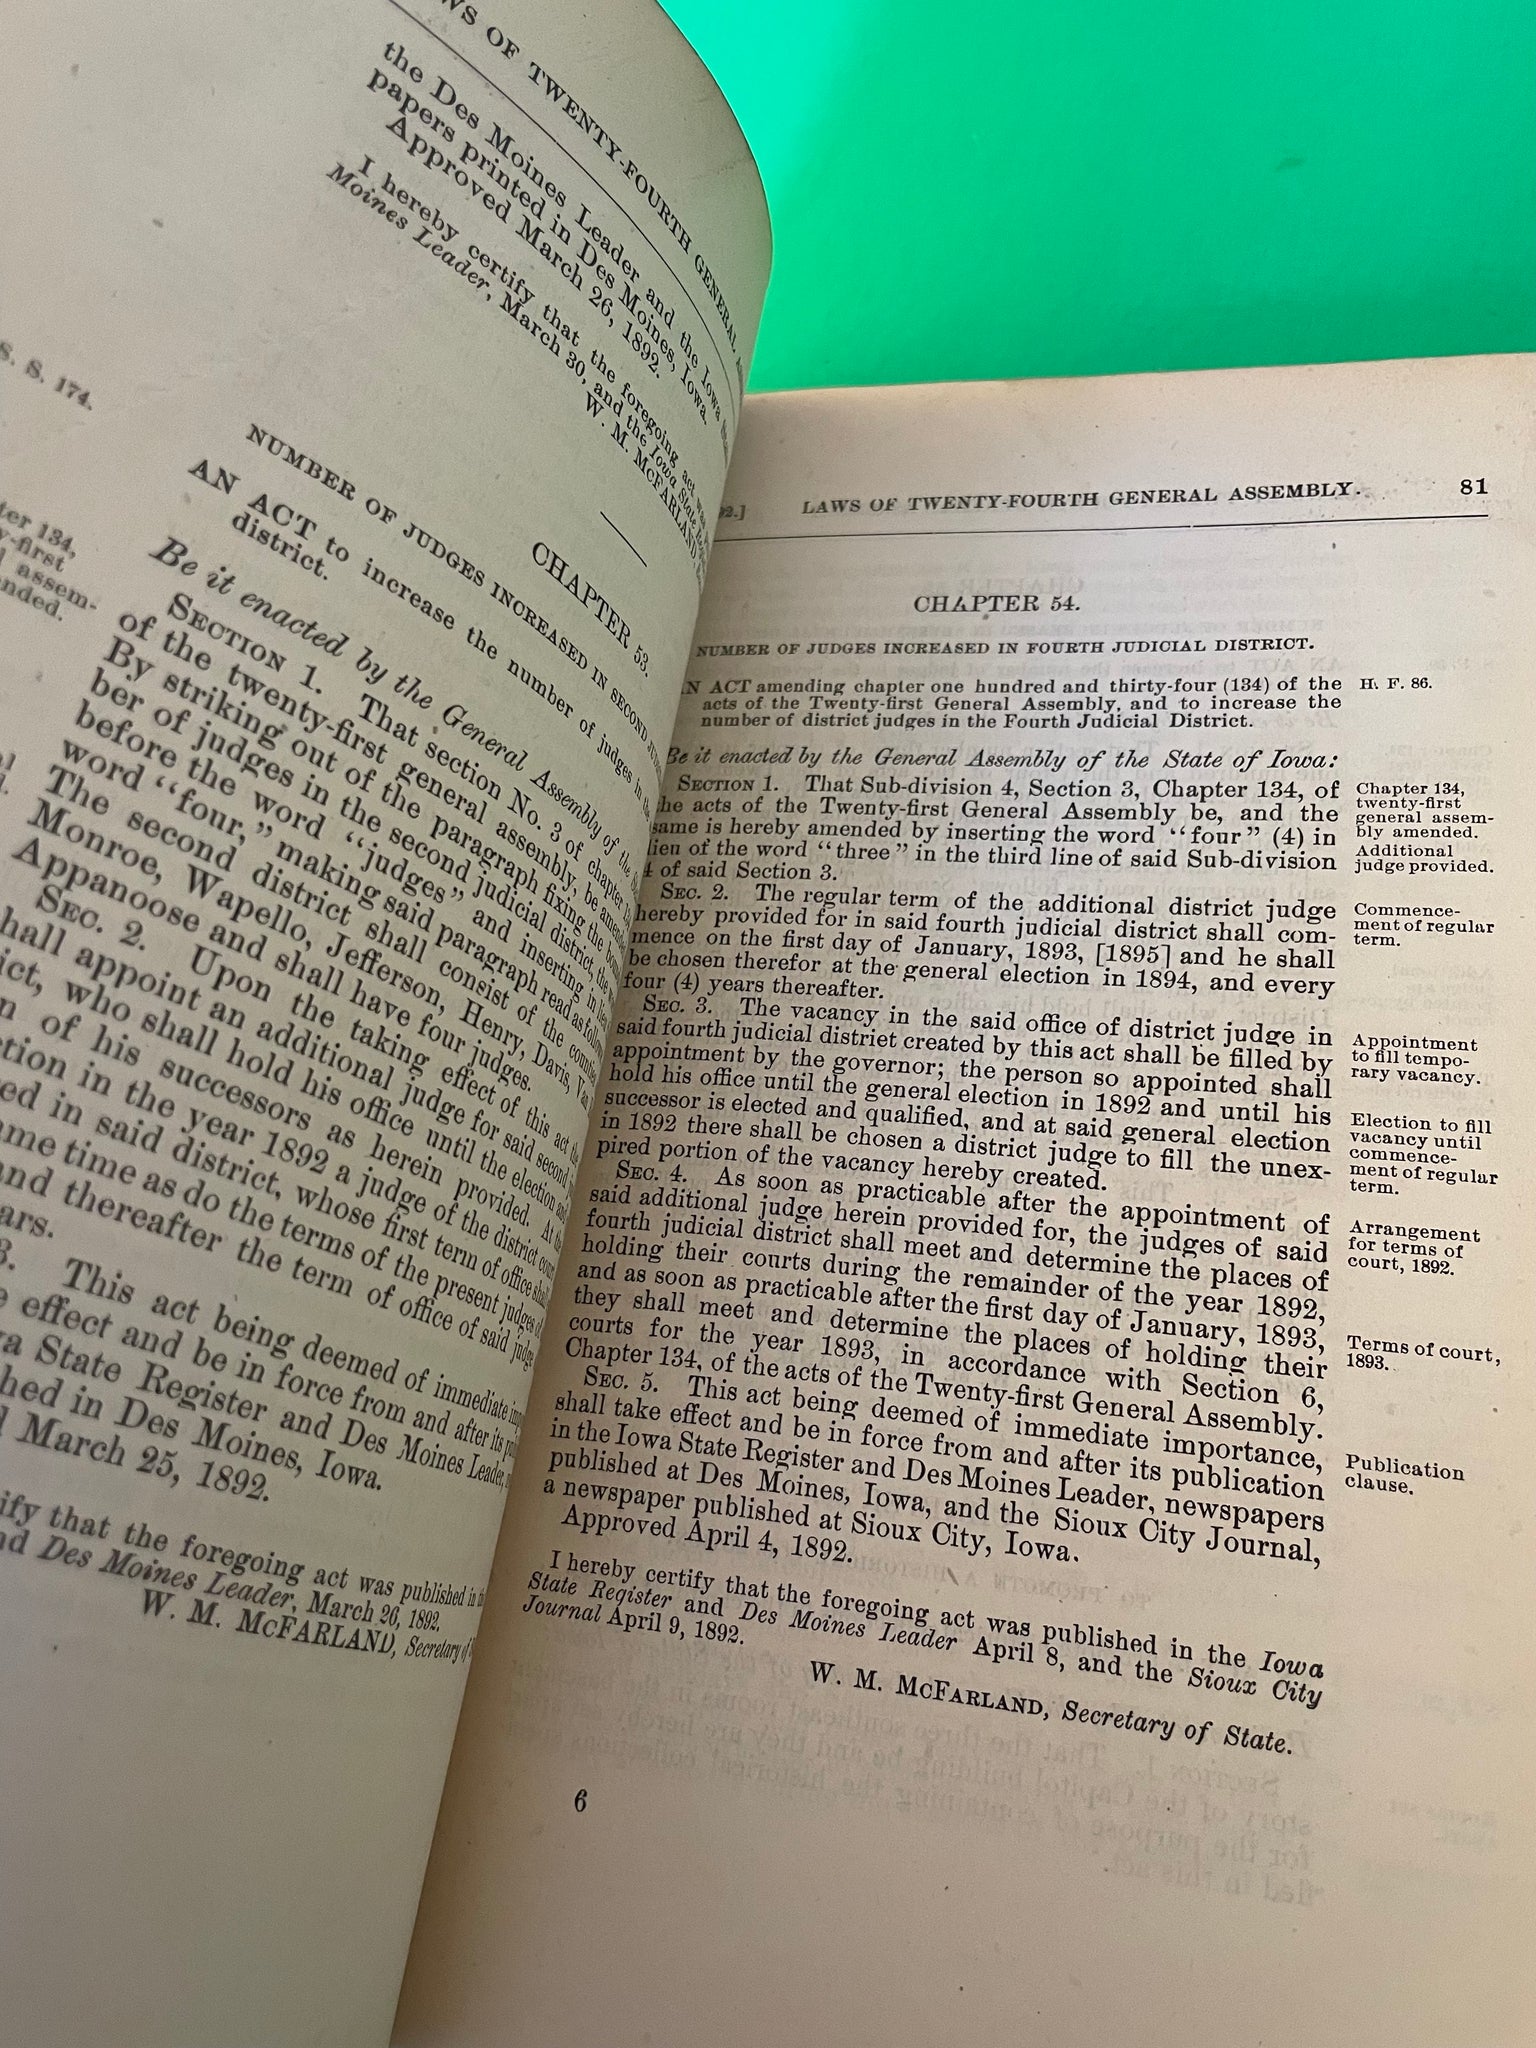 WS OF TWENTY-FOURTH GENERAL
the Des Moines Leader and the Iowa
papers printed in Des Moines, Iowa.
Approved March 26, 1892.
I hereby certify that the foregoing act was
Moines Leader, March 30, and the Iowa State
W. M. McFARLAND,
S. S. 174.
CHAPTER 53.
NUMBER OF JUDGES INCREASED IN SECOND
AN ACT to increase the number of judges in the
district.
Be it enacted by the General Assembly of the
ter 134,
y-first
assem-
nded.
SECTION 1. That section No. 3 of chapter
of the twenty-first general assembly, be amended
By striking out of the paragraph fixing the
ber of judges in the second judicial district, the
before the word "judges" and inserting in
word "four," making said paragraph read as
The second district shall consist of the
Monroe, Wapello, Jefferson, Henry, Davis, Van
Appanoose and shall have four judges.
SEC. 2. Upon the taking effect of this act
hall appoint an additional judge for said second
ict, who shall hold his office until the election and
n of his successors as herein provided. At
ction in the year 1892 a judge of the district
ed in said district, whose first term of office
ame time as do the terms of the present judges
and thereafter the term of office of said judge
ars.
3. This act being deemed of immediate
e effect and be in force from and after its
a State Register and Des Moines Leader,
hed in Des Moines, Iowa.
March 25, 1892.
ify that the foregoing act was published in
nd Des Moines Leader, March 26, 1892.
W. M. McFARLAND, Secretary of
92.] LAWS OF TWENTY-FOURTH GENERAL ASSEMBLY. 81
CHAPTER 54.
NUMBER OF JUDGES INCREASED IN FOURTH JUDICIAL DISTRICT.
N ACT amending chapter one hundred and thirty-four (134) of the
acts of the Twenty-first General Assembly, and to increase the
number of district judges in the Fourth Judicial District.
H. F. 86.
Be it enacted by the General Assembly of the State of Iowa:
SECTION 1. That Sub-division 4, Section 3, Chapter 134, of
he acts of the Twenty-first General Assembly be, and the
same is hereby amended by inserting the word "four" (4) in
lieu of the word "three" in the third line of said Sub-division
4 of said Section 3.
Chapter 134,
twenty-first
general assem-
bly amended.
Additional
judge provided.
SEC. 2. The regular term of the additional district judge
hereby provided for in said fourth judicial district shall com-
mence on the first day of January, 1893, [1895] and he shall
be chosen therefor at the general election in 1894, and every
four (4) years thereafter.
Commence-
ment of regular
term.
SEC. 3. The vacancy in the said office of district judge in
said fourth judicial district created by this act shall be filled by
appointment by the governor; the person so appointed shall
hold his office until the general election in 1892 and until his
successor is elected and qualified, and at said general election
in 1892 there shall be chosen a district judge to fill the unex-
pired portion of the vacancy hereby created.
Appointment
to fill tempo-
rary vacancy.
Election to fill
vacancy until
commence-
ment of regular
term.
SEC. 4. As soon as practicable after the appointment of
said additional judge herein provided for, the judges of said
fourth judicial district shall meet and determine the places of
holding their courts during the remainder of the year 1892,
and as soon as practicable after the first day of January, 1893,
they shall meet and determine the places of holding their
courts for the year 1893, in accordance with Section 6,
Chapter 134, of the acts of the Twenty-first General Assembly.
Arrangement
for terms of
court, 1892.
Terms of court,
1893.
SEC. 5. This act being deemed of immediate importance,
shall take effect and be in force from and after its publication
in the Iowa State Register and Des Moines Leader, newspapers
published at Des Moines, Iowa, and the Sioux City Journal,
a newspaper published at Sioux City, Iowa.
Approved April 4, 1892.
Publication
clause.
I hereby certify that the foregoing act was published in the Iowa
State Register and Des Moines Leader April 8, and the Sioux City
Journal April 9, 1892.
W. M. McFARLAND, Secretary of State.
6